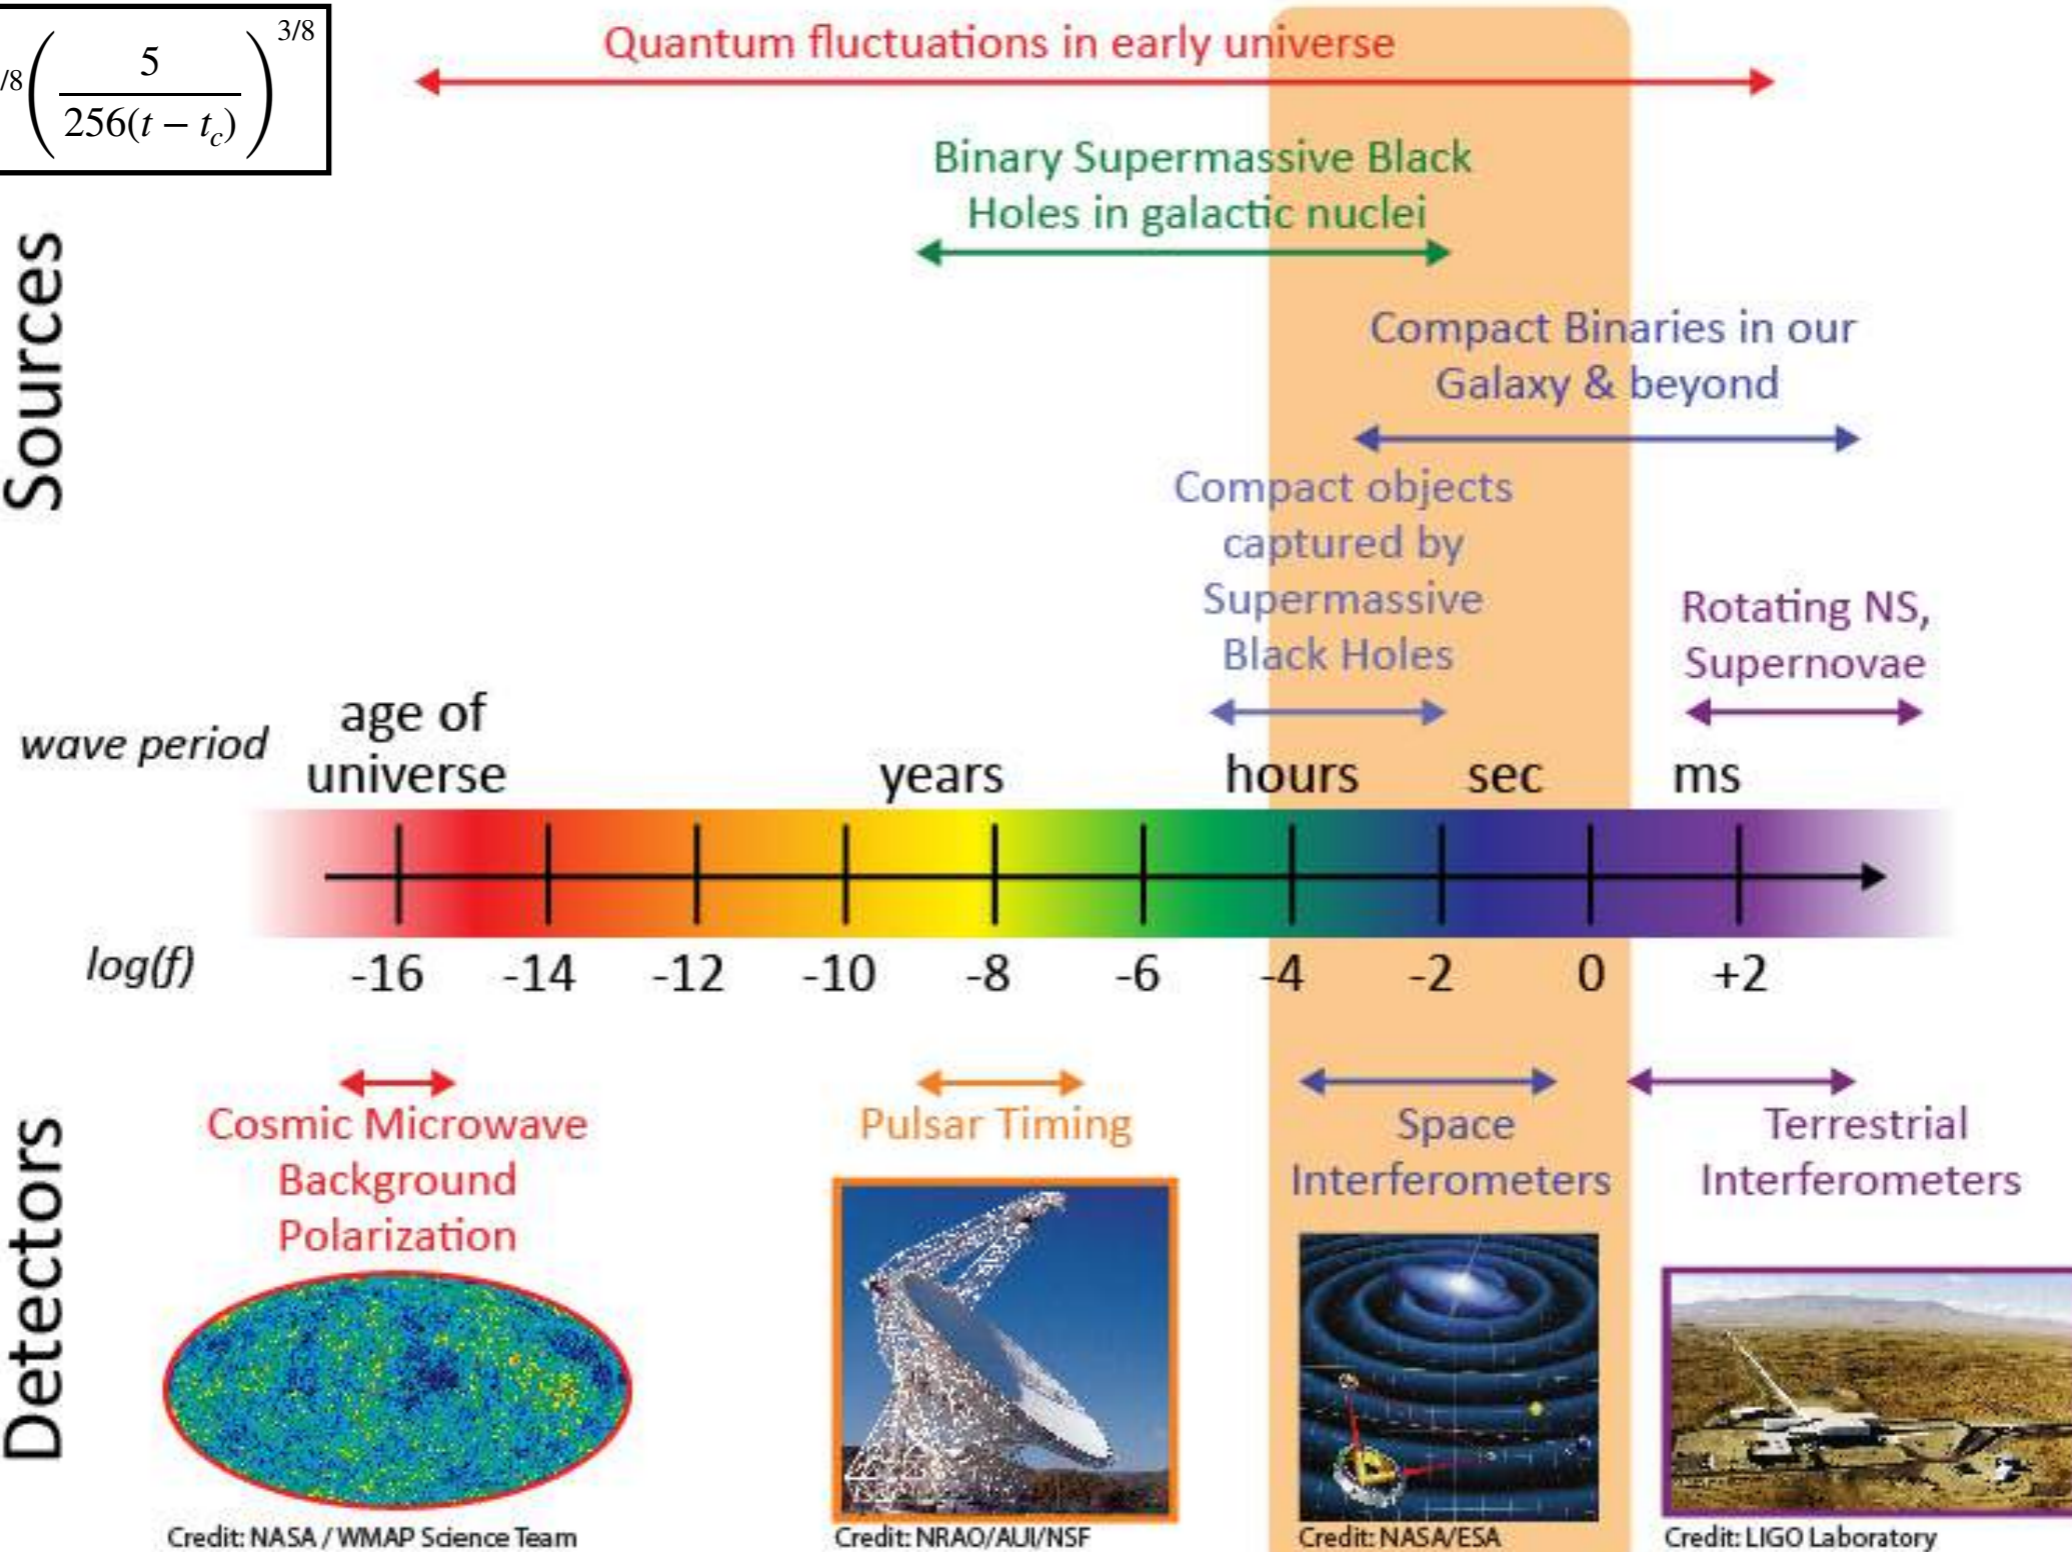 /8(5/256(t − t_c))^3/8
Quantum fluctuations in early universe
Binary Supermassive Black
Holes in galactic nuclei
Sources
Compact Binaries in our
Galaxy & beyond
Compact objects
captured by
Supermassive
Black Holes
Rotating NS,
Supernovae
wave period
age of
universe
years
hours
sec
ms
log(f)
-16 -14 -12 -10 -8 -6 -4 -2 0 +2
Detectors
Cosmic Microwave
Background
Polarization
Pulsar Timing
Space
Interferometers
Terrestrial
Interferometers
Credit: NASA / WMAP Science Team
Credit: NRAO/AUI/NSF
Credit: NASA/ESA
Credit: LIGO Laboratory